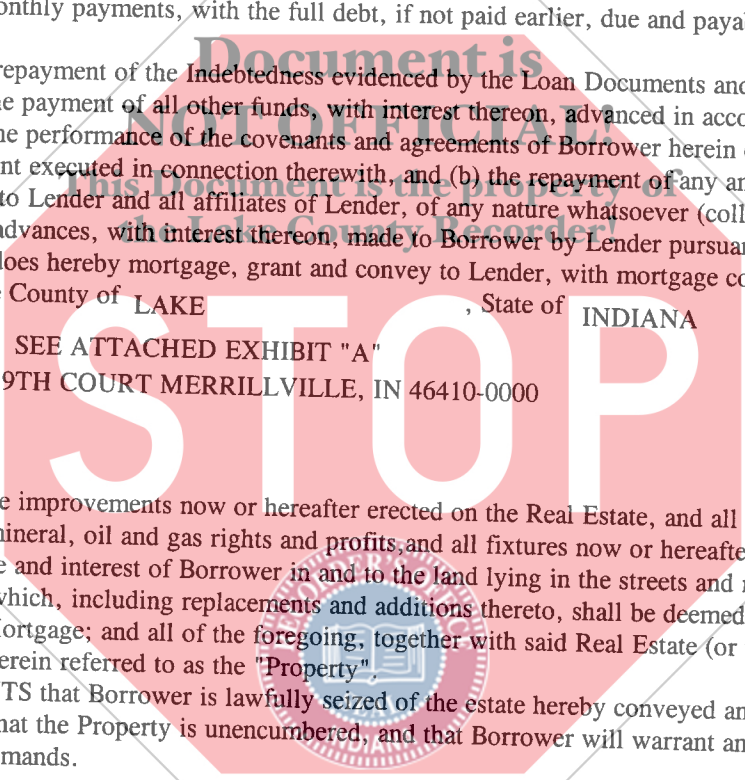 onthly payments, with the full debt, if not paid earlier, due and paya
Document is
repayment of the Indebtedness evidenced by the Loan Documents and
e payment of all other funds, with interest thereon, advanced in acco
NOT OFFICIAL!
he performance of the covenants and agreements of Borrower herein
nt executed in connection therewith, and (b) the repayment of any an
This Document is the property of
to Lender and all affiliates of Lender, of any nature whatsoever (coll
the Lake County Recorder!
advances, with interest thereon, made to Borrower by Lender pursuan
does hereby mortgage, grant and convey to Lender, with mortgage co
County of LAKE , State of INDIANA
SEE ATTACHED EXHIBIT "A"
9TH COURT MERRILLVILLE, IN 46410-0000
STOP
e improvements now or hereafter erected on the Real Estate, and all
mineral, oil and gas rights and profits,and all fixtures now or hereafte
e and interest of Borrower in and to the land lying in the streets and
which, including replacements and additions thereto, shall be deemed
Mortgage; and all of the foregoing, together with said Real Estate (or
erein referred to as the "Property".
TS that Borrower is lawfully seized of the estate hereby conveyed an
hat the Property is unencumbered, and that Borrower will warrant an
INDIANA
mands.